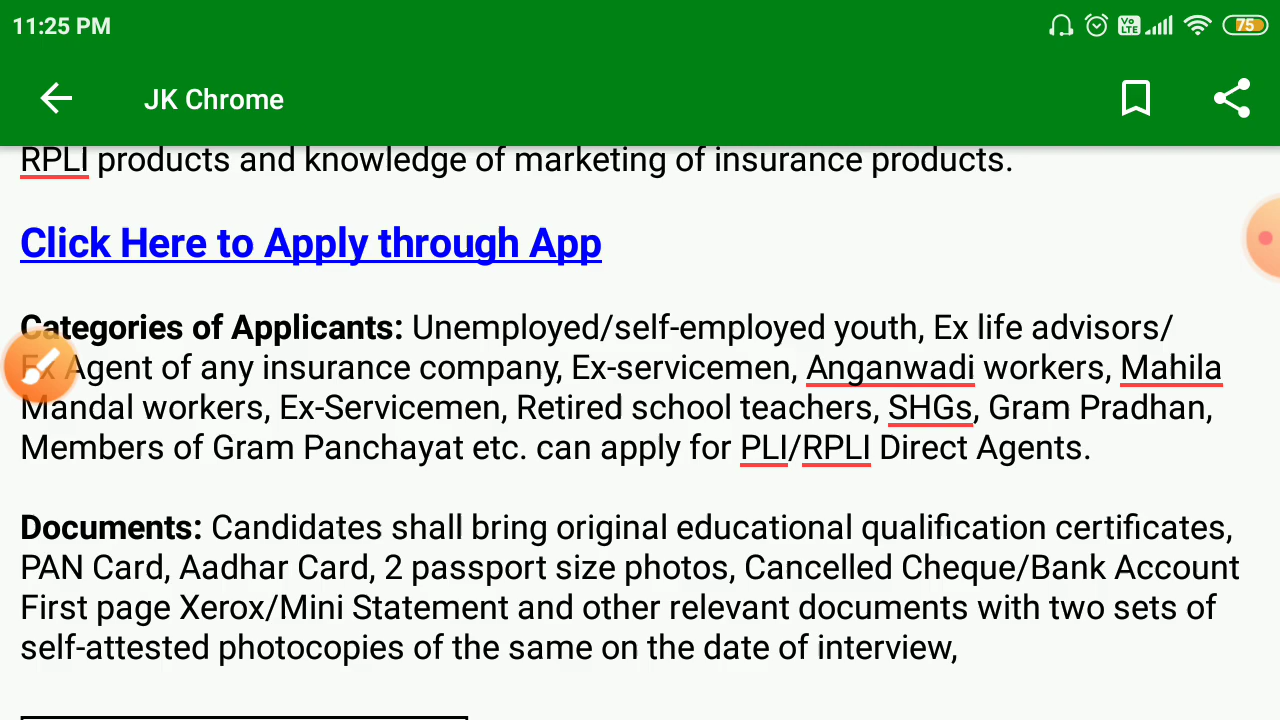 11:25 PM
Vo LTE
75
JK Chrome
RPLI products and knowledge of marketing of insurance products.
Click Here to Apply through App
Categories of Applicants: Unemployed/self-employed youth, Ex life advisors/
Ex Agent of any insurance company, Ex-servicemen, Anganwadi workers, Mahila
Mandal workers, Ex-Servicemen, Retired school teachers, SHGs, Gram Pradhan,
Members of Gram Panchayat etc. can apply for PLI/RPLI Direct Agents.
Documents: Candidates shall bring original educational qualification certificates,
PAN Card, Aadhar Card, 2 passport size photos, Cancelled Cheque/Bank Account
First page Xerox/Mini Statement and other relevant documents with two sets of
self-attested photocopies of the same on the date of interview,